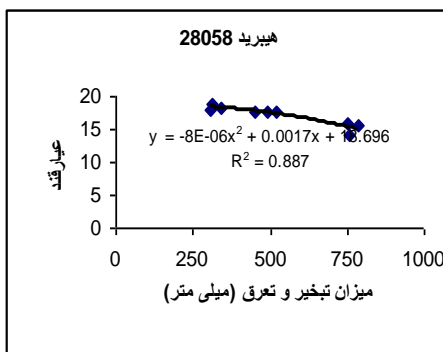 هیبرید 28058
20
15
10
5
0
عیارقند
y = -8E-06x² + 0.0017x + 18.696
R² = 0.887
0 250 500 750 1000
میزان تبخیر و تعرق (میلی متر)